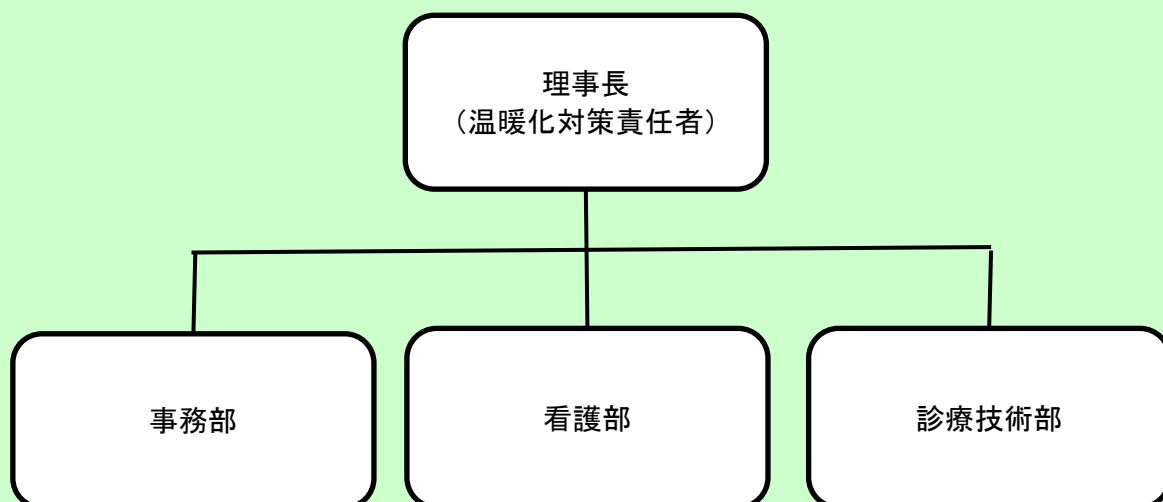 理事長
（温暖化対策責任者）
事務部
看護部
診療技術部